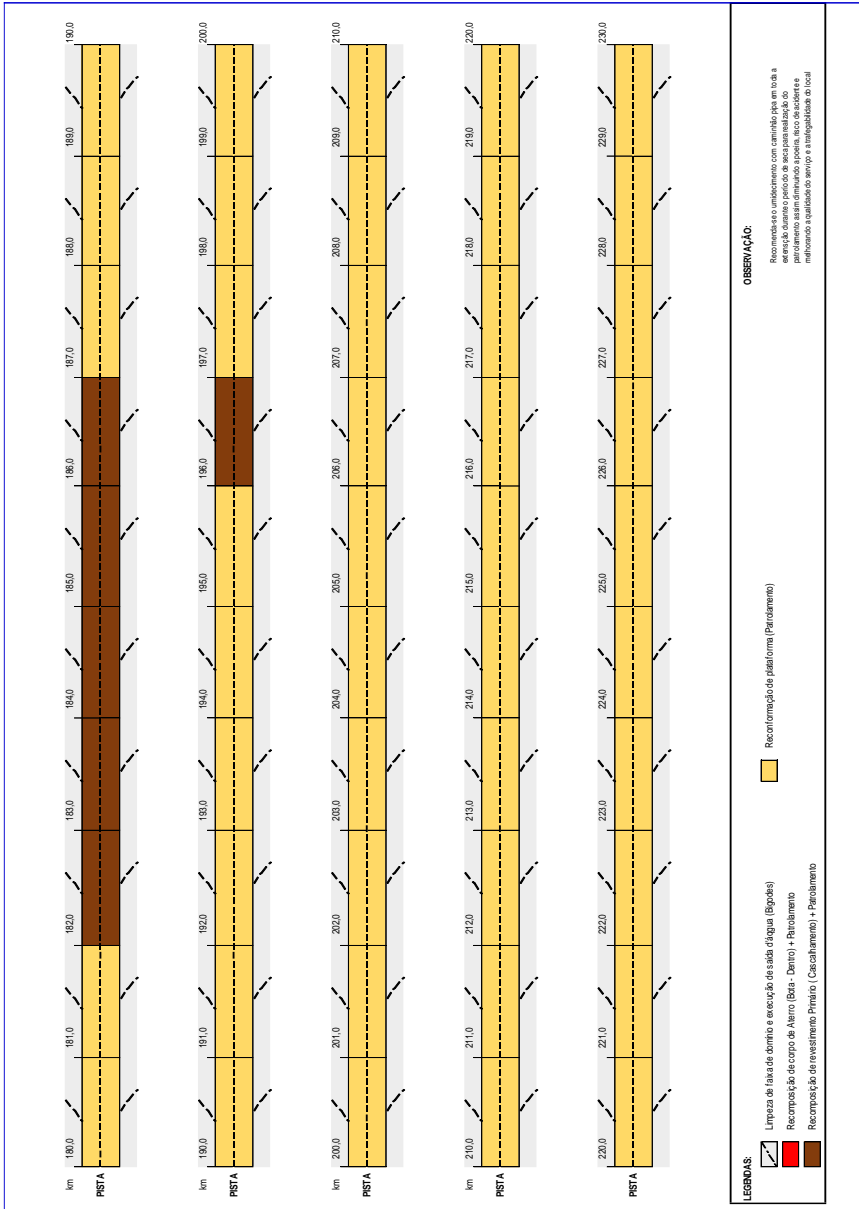 km 180,0 181,0 182,0 183,0 184,0 185,0 186,0 187,0 188,0 189,0 190,0
PISTA
km 190,0 191,0 192,0 193,0 194,0 195,0 196,0 197,0 198,0 199,0 200,0
PISTA
km 200,0 201,0 202,0 203,0 204,0 205,0 206,0 207,0 208,0 209,0 210,0
PISTA
km 210,0 211,0 212,0 213,0 214,0 215,0 216,0 217,0 218,0 219,0 220,0
PISTA
220,0 221,0 222,0 223,0 224,0 225,0 226,0 227,0 228,0 229,0 230,0
PISTA
LEGENDAS:
Limpeza de faixa de domínio e execução de saída d'água (Bigodes)
Recomposição de corpo de Aterro (Bota - Dentro) + Patrolamento
Recomposição de revestimento Primário ( Cascalhamento) + Patrolamento
Reconformação de plataforma (Patrolamento)
OBSERVAÇÃO:
Recomenda-se o umidecimento com caminhão pipa em toda a
extensção durante o período de seca para realização do
patrolamento assim diminuindo a poeira, risco de acidente e
melhorando a qualidade do serviço e a trafegabilidade do local